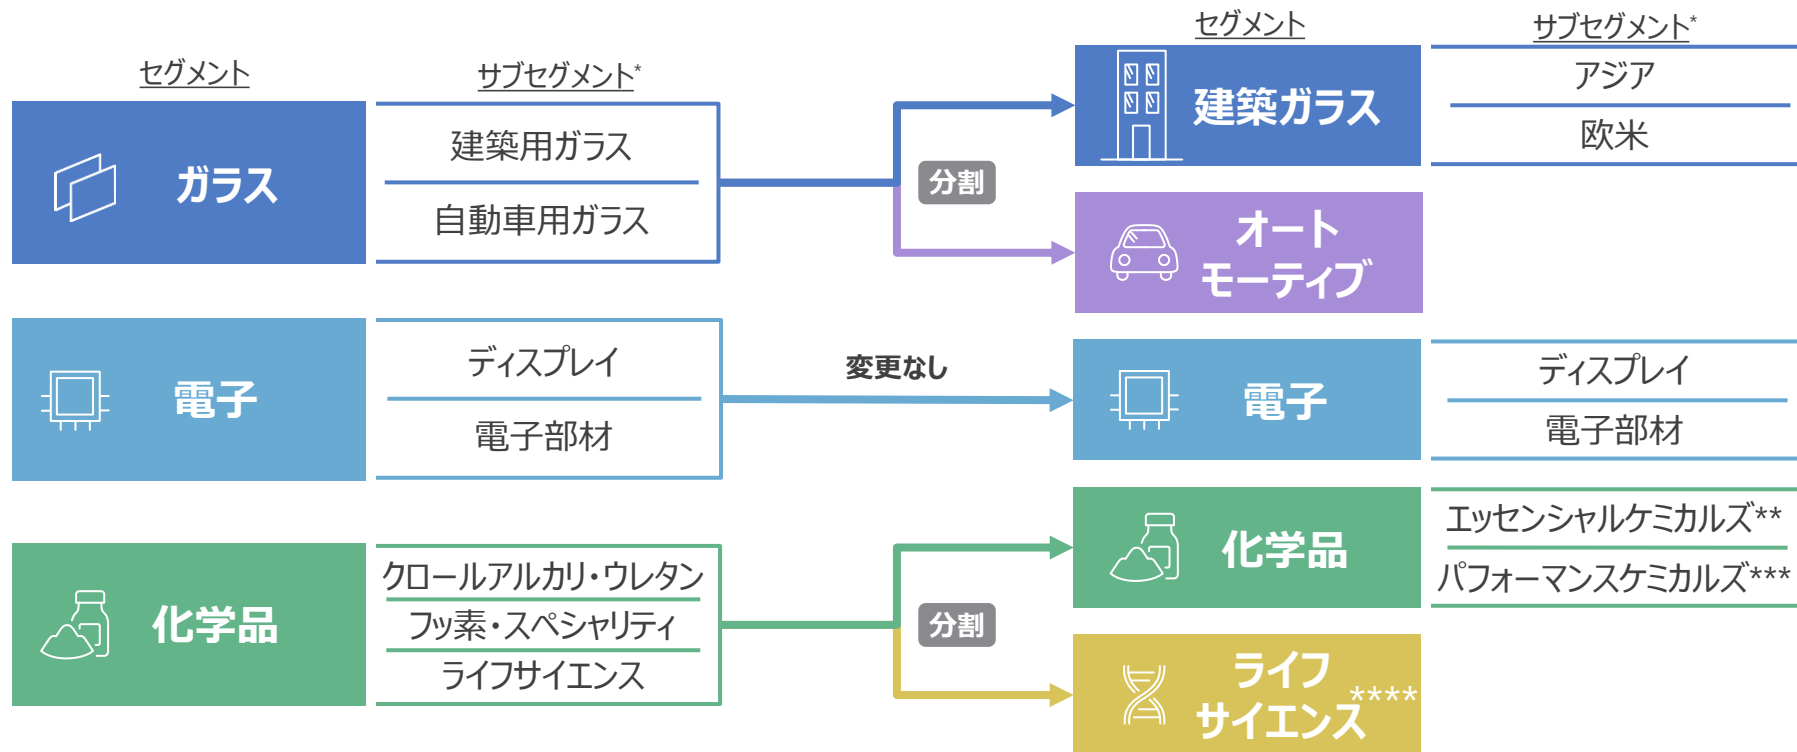 セグメント
サブセグメント*
ガラス
建築用ガラス
自動車用ガラス
電子
ディスプレイ
電子部材
化学品
クロールアルカリ・ウレタン
フッ素・スペシャリティ
ライフサイエンス
分割
変更なし
分割
セグメント
サブセグメント*
建築ガラス
アジア
欧米
オート
モーティブ
電子
ディスプレイ
電子部材
化学品
エッセンシャルケミカルズ**
パフォーマンスケミカルズ***
ライフ
サイエンス****